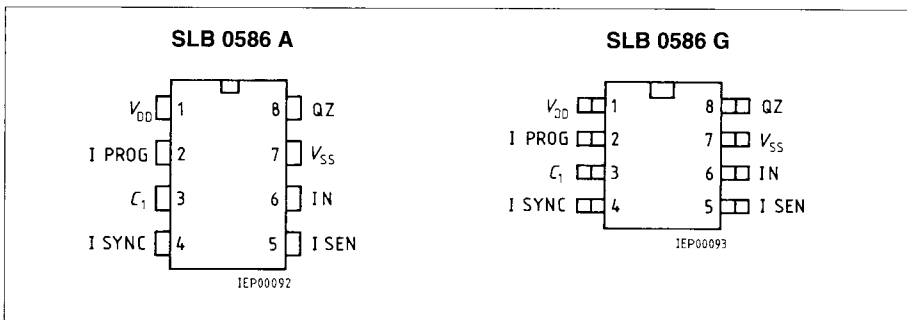 SLB 0586 A
SLB 0586 G
V_DD 1 8 QZ
I PROG 2 7 V_SS
C_1 3 6 IN
I SYNC 4 5 I SEN
IEP00092
V_DD 1 8 QZ
I PROG 2 7 V_SS
C_1 3 6 IN
I SYNC 4 5 I SEN
IEP00093